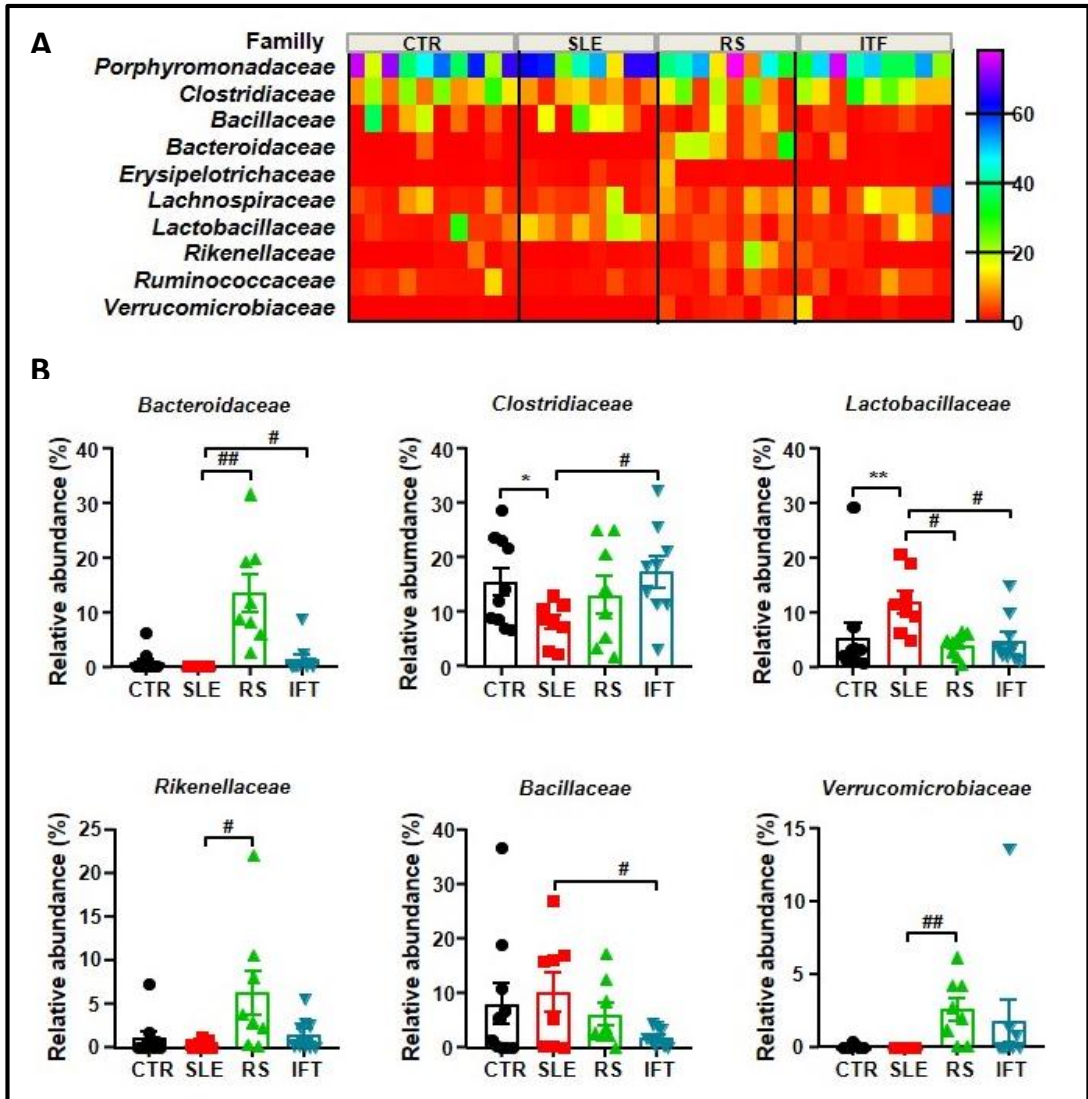 A
Familly CTR SLE RS ITF
Porphyromonadaceae
Clostridiaceae
Bacillaceae
Bacteroidaceae
Erysipelotrichaceae
Lachnospiraceae
Lactobacillaceae
Rikenellaceae
Ruminococcaceae
Verrucomicrobiaceae
60
40
20
0
B
Bacteroidaceae
Relative abundance (%)
40
30
20
10
0
#
##
CTR SLE RS IFT
Clostridiaceae
Relative abumdance (%)
40
30
20
10
0
*
#
CTR SLE RS IFT
Lactobacillaceae
Relative abundance (%)
40
30
20
10
0
**
#
#
CTR SLE RS IFT
Rikenellaceae
Relative abundance (%)
25
20
15
10
5
0
#
CTR SLE RS IFT
Bacillaceae
Relative abundance (%)
40
30
20
10
0
#
CTR SLE RS IFT
Verrucomicrobiaceae
Relative abundance (%)
15
10
5
0
##
CTR SLE RS IFT